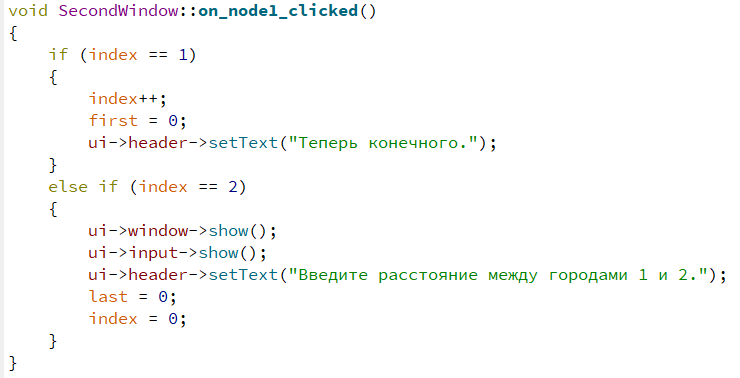 void SecondWindow::on_node1_clicked()
{
    if (index == 1)
    {
        index++;
        first = 0;
        ui->header->setText("Теперь конечного.");
    }
    else if (index == 2)
    {
        ui->window->show();
        ui->input->show();
        ui->header->setText("Введите расстояние между городами 1 и 2.");
        last = 0;
        index = 0;
    }
}